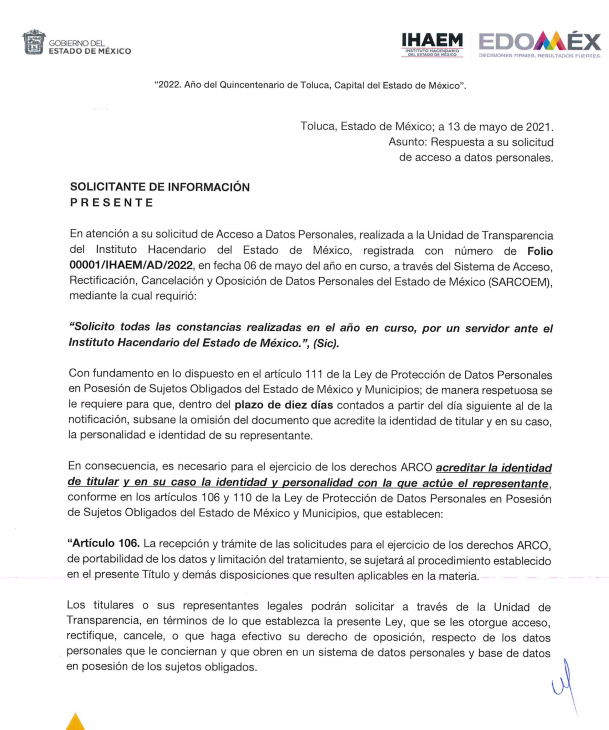 GOBIERNO DEL
ESTADO DE MÉXICO
IHAEM
INSTITUTO HACENDARIO
DEL ESTADO DE MÉXICO
EDOMÉX
DECISIONES FIRMES, RESULTADOS FUERTES.
“2022. Año del Quincentenario de Toluca, Capital del Estado de México”.
Toluca, Estado de México; a 13 de mayo de 2021.
Asunto: Respuesta a su solicitud
de acceso a datos personales.
SOLICITANTE DE INFORMACIÓN
P R E S E N T E
En atención a su solicitud de Acceso a Datos Personales, realizada a la Unidad de Transparencia
del Instituto Hacendario del Estado de México, registrada con número de Folio
00001/IHAEM/AD/2022, en fecha 06 de mayo del año en curso, a través del Sistema de Acceso,
Rectificación, Cancelación y Oposición de Datos Personales del Estado de México (SARCOEM),
mediante la cual requirió:
“Solicito todas las constancias realizadas en el año en curso, por un servidor ante el
Instituto Hacendario del Estado de México.”, (Sic).
Con fundamento en lo dispuesto en el artículo 111 de la Ley de Protección de Datos Personales
en Posesión de Sujetos Obligados del Estado de México y Municipios; de manera respetuosa se
le requiere para que, dentro del plazo de diez días contados a partir del día siguiente al de la
notificación, subsane la omisión del documento que acredite la identidad de titular y en su caso,
la personalidad e identidad de su representante.
En consecuencia, es necesario para el ejercicio de los derechos ARCO acreditar la identidad
de titular y en su caso la identidad y personalidad con la que actúe el representante,
conforme en los artículos 106 y 110 de la Ley de Protección de Datos Personales en Posesión
de Sujetos Obligados del Estado de México y Municipios, que establecen:
“Artículo 106. La recepción y trámite de las solicitudes para el ejercicio de los derechos ARCO,
de portabilidad de los datos y limitación del tratamiento, se sujetará al procedimiento establecido
en el presente Título y demás disposiciones que resulten aplicables en la materia.
Los titulares o sus representantes legales podrán solicitar a través de la Unidad de
Transparencia, en términos de lo que establezca la presente Ley, que se les otorgue acceso,
rectifique, cancele, o que haga efectivo su derecho de oposición, respecto de los datos
personales que le conciernan y que obren en un sistema de datos personales y base de datos
en posesión de los sujetos obligados.